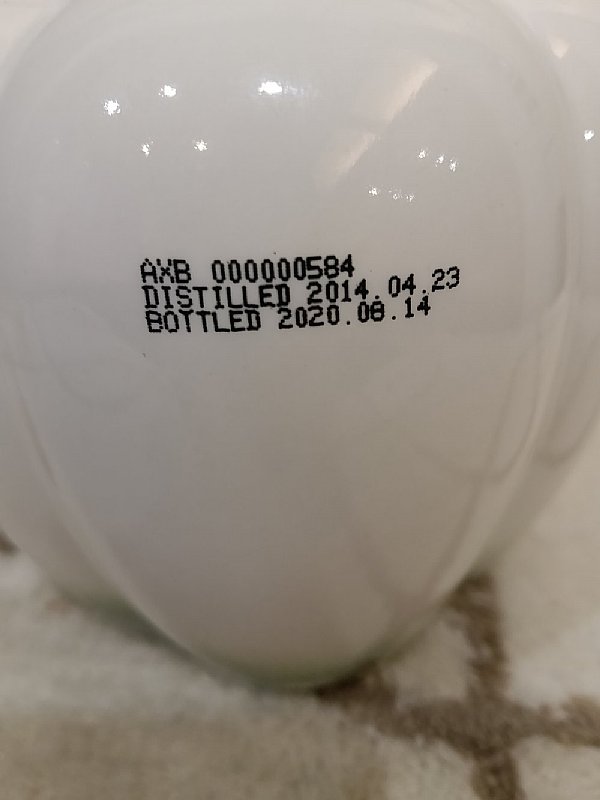 AXB 000000584
DISTILLED 2014.04.23
BOTTLED 2020.08.14